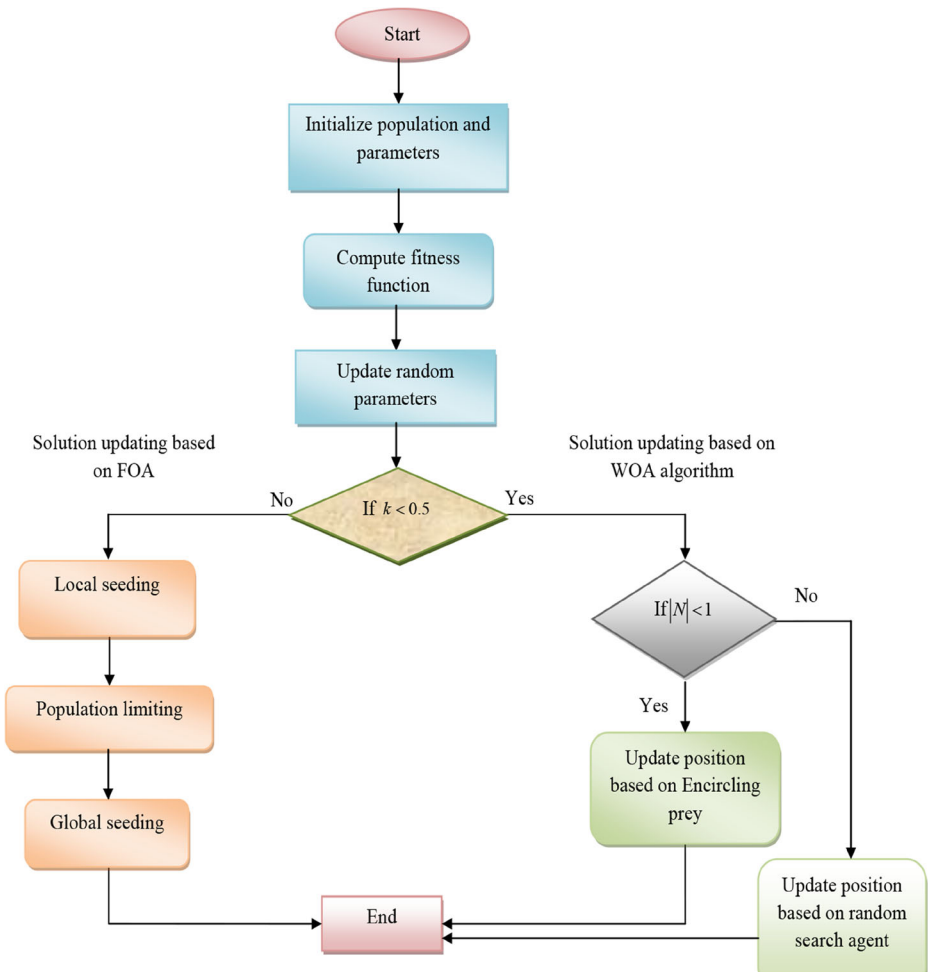 Start
Initialize population and
parameters
Compute fitness
function
Update random
parameters
Solution updating based
on FOA
Solution updating based on
WOA algorithm
No
If k < 0.5
Yes
Local seeding
If |N| < 1
No
Population limiting
Yes
Update position
based on Encircling
prey
Global seeding
End
Update position
based on random
search agent